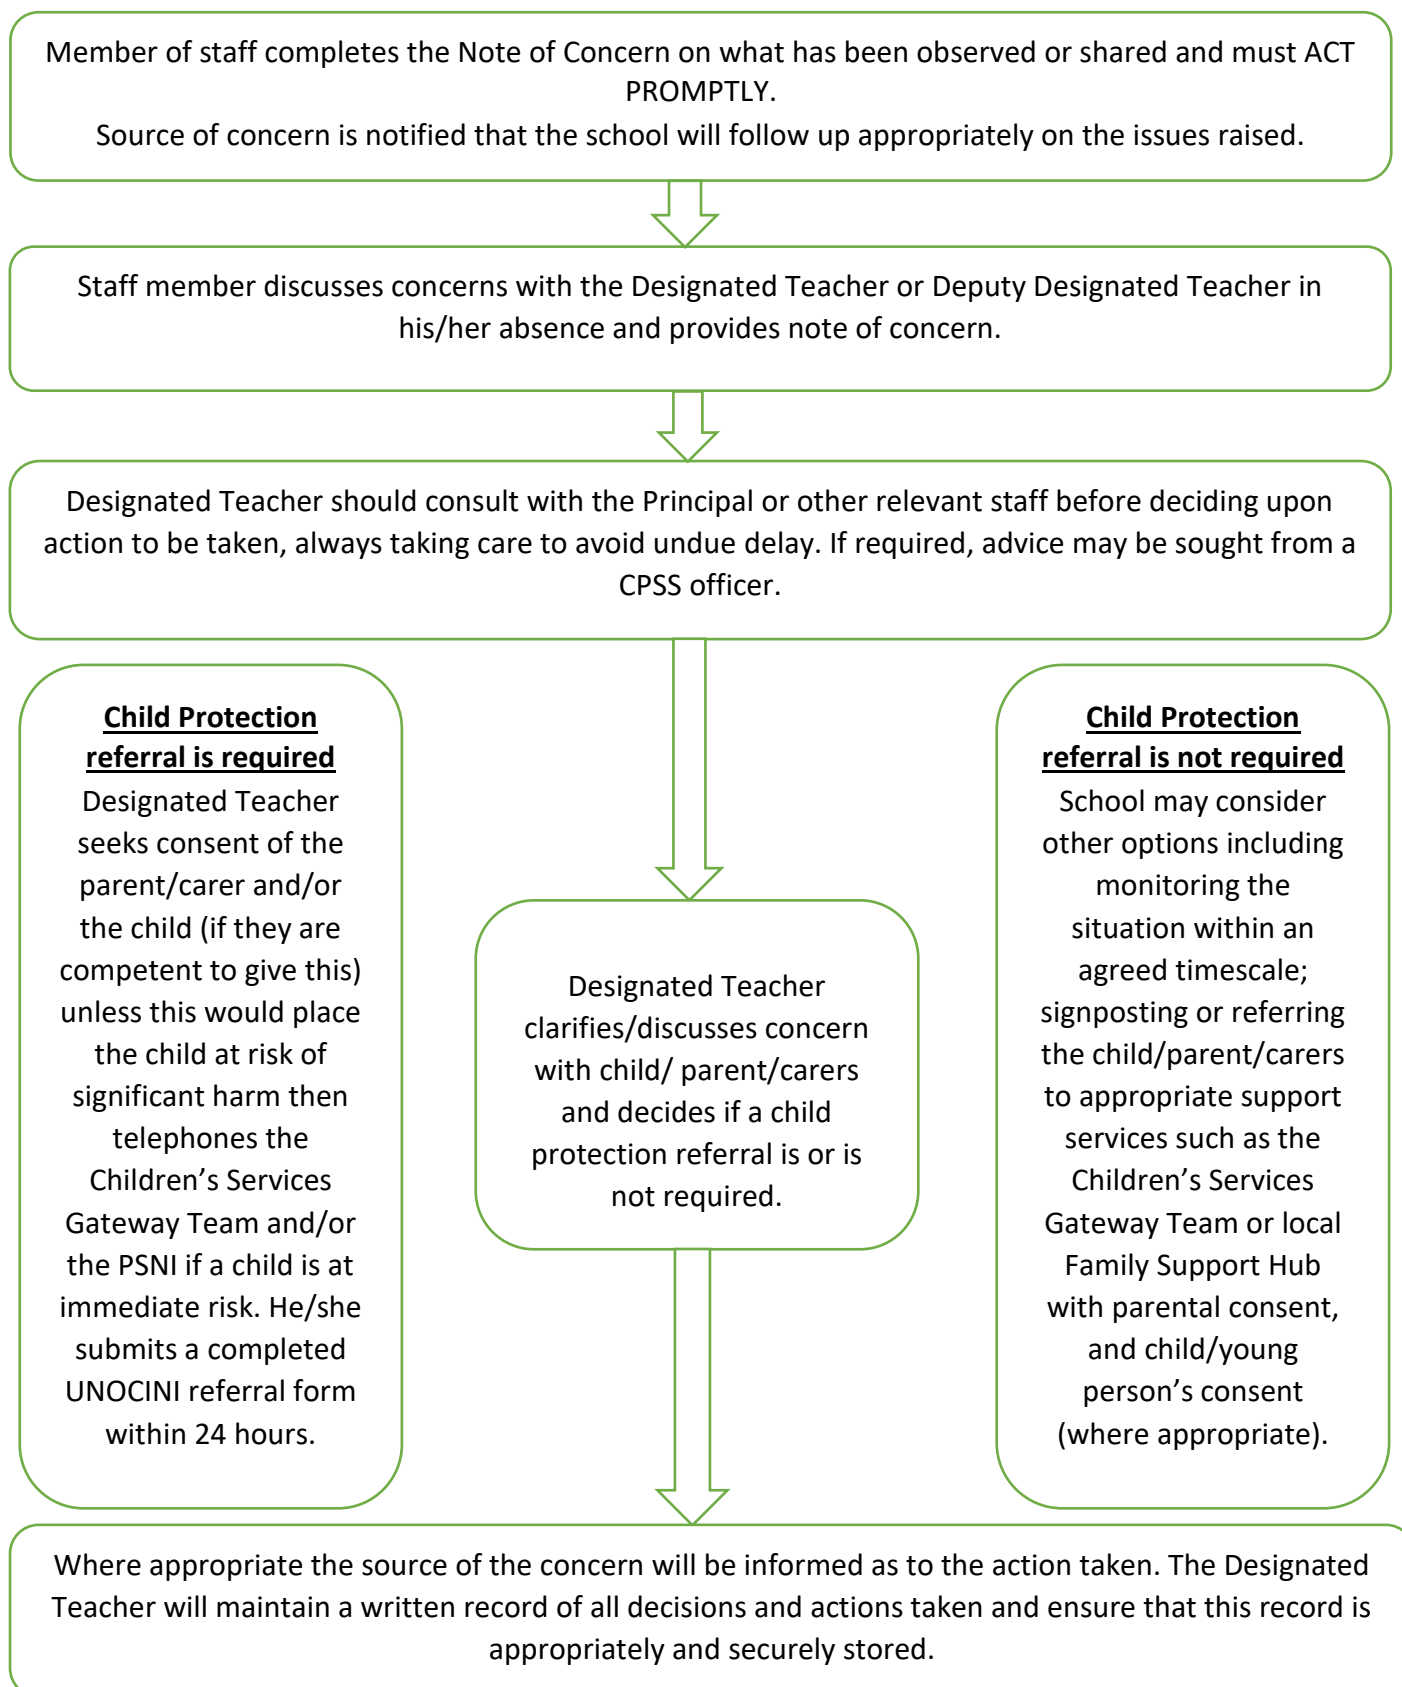 Member of staff completes the Note of Concern on what has been observed or shared and must ACT
PROMPTLY.
Source of concern is notified that the school will follow up appropriately on the issues raised.
Staff member discusses concerns with the Designated Teacher or Deputy Designated Teacher in
his/her absence and provides note of concern.
Designated Teacher should consult with the Principal or other relevant staff before deciding upon
action to be taken, always taking care to avoid undue delay. If required, advice may be sought from a
CPSS officer.
Child Protection
referral is required
Designated Teacher
seeks consent of the
parent/carer and/or
the child (if they are
competent to give this)
unless this would place
the child at risk of
significant harm then
telephones the
Children’s Services
Gateway Team and/or
the PSNI if a child is at
immediate risk. He/she
submits a completed
UNOCINI referral form
within 24 hours.
Designated Teacher
clarifies/discusses concern
with child/ parent/carers
and decides if a child
protection referral is or is
not required.
Child Protection
referral is not required
School may consider
other options including
monitoring the
situation within an
agreed timescale;
signposting or referring
the child/parent/carers
to appropriate support
services such as the
Children’s Services
Gateway Team or local
Family Support Hub
with parental consent,
and child/young
person’s consent
(where appropriate).
Where appropriate the source of the concern will be informed as to the action taken. The Designated
Teacher will maintain a written record of all decisions and actions taken and ensure that this record is
appropriately and securely stored.